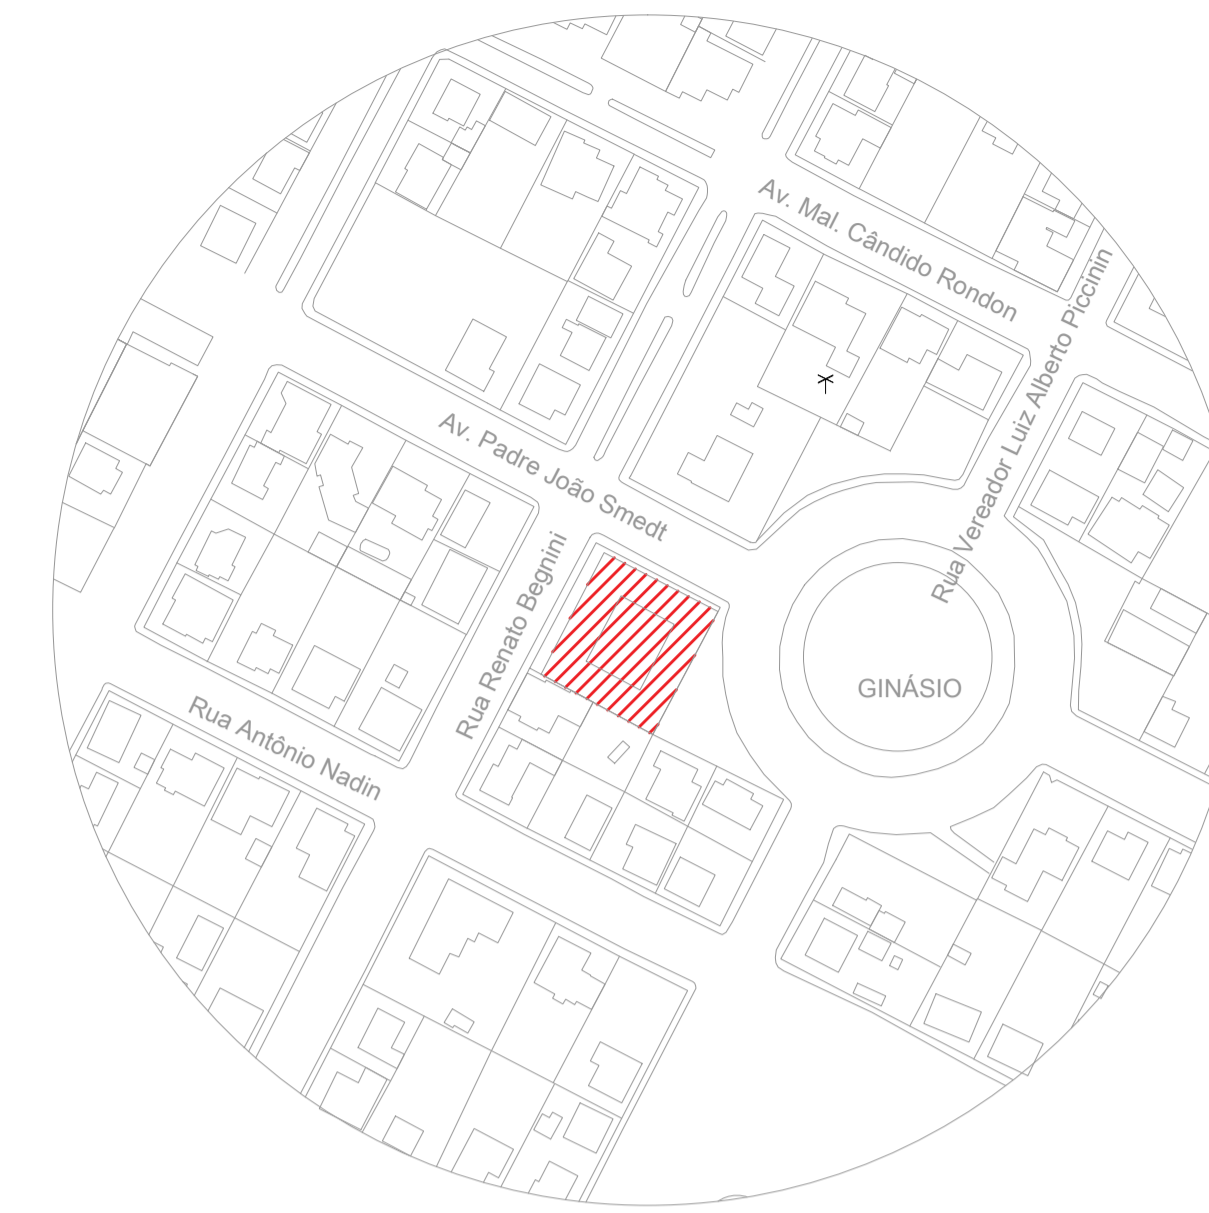 Av. Mal. Cândido Rondon
Rua Vereador Luiz Alberto Piccinin
Av. Padre João Smedt
Rua Renato Begnini
GINÁSIO
Rua Antônio Nadin